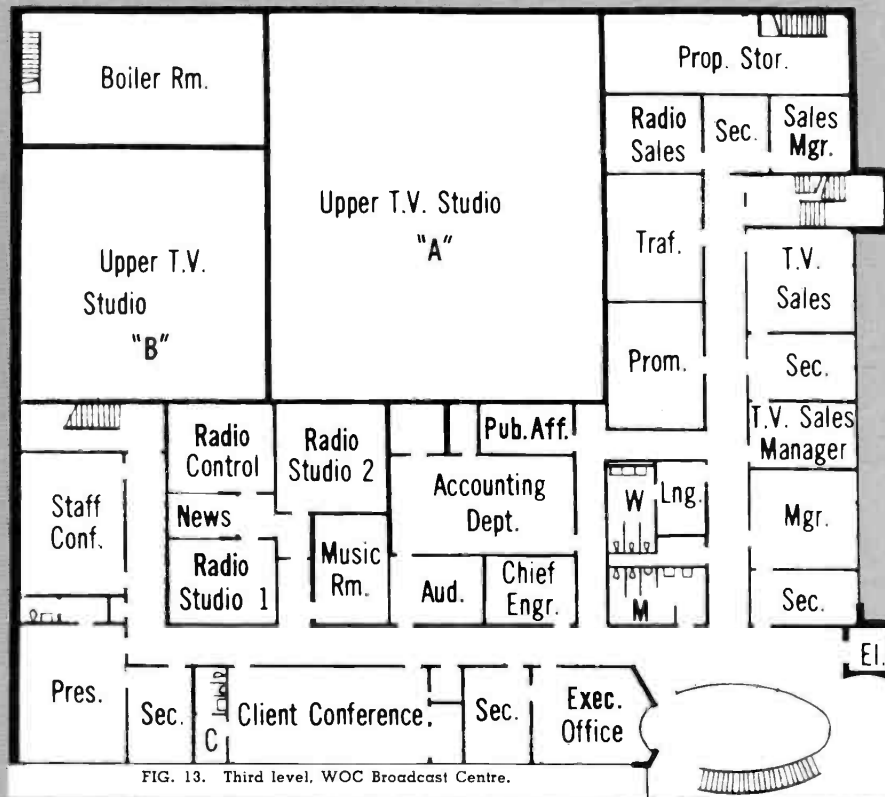 Boiler Rm.
Prop. Stor.
Radio
Sales
Sec.
Sales
Mgr.
Upper T.V. Studio
"A"
Upper T.V.
Studio
"B"
Traf.
T.V.
Sales
Prom.
Sec.
T.V. Sales
Manager
Radio
Control
Radio
Studio 2
Pub. Aff.
Accounting
Dept.
Staff
Conf.
News
W
Lng.
Mgr.
Radio
Studio 1
Music
Rm.
Aud.
Chief
Engr.
M
Sec.
El.
Pres.
Sec.
C
Client Conference
Sec.
Exec.
Office
FIG. 13. Third level, WOC Broadcast Centre.